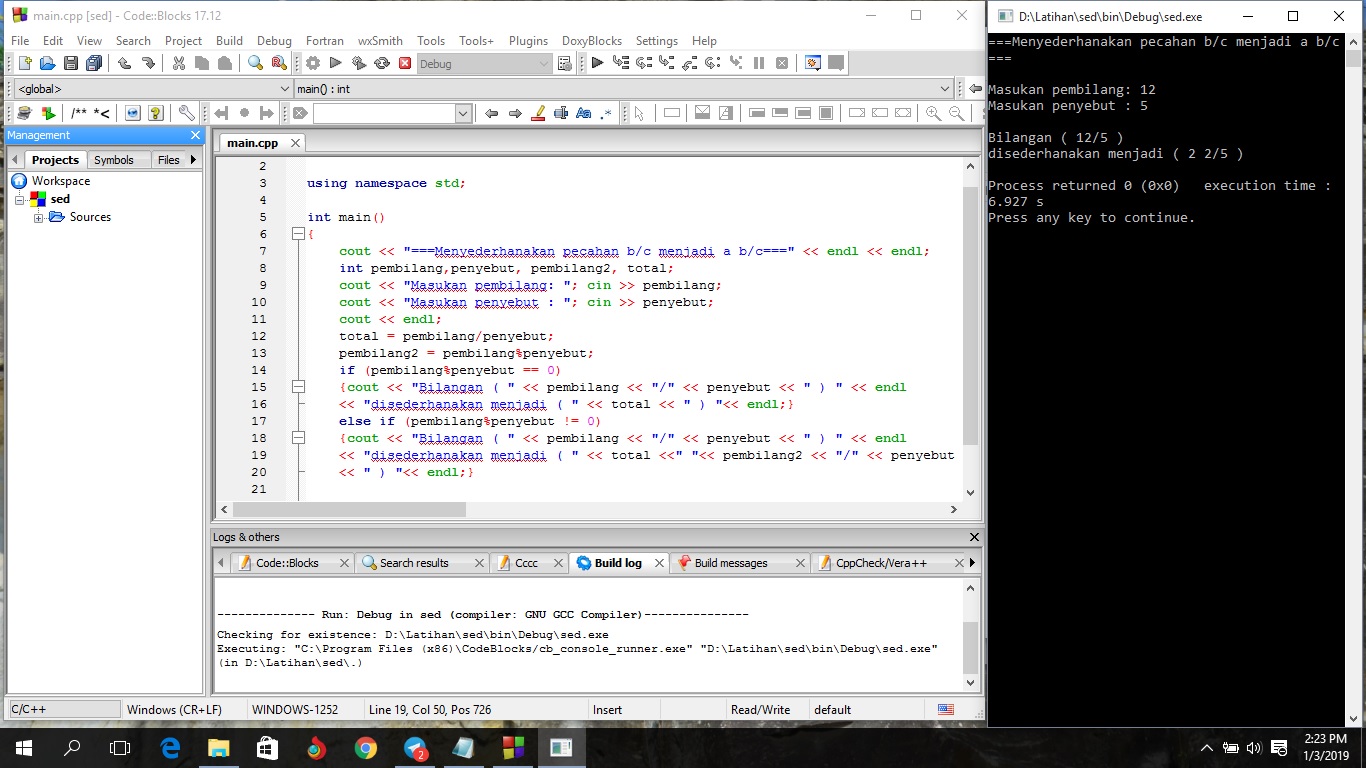 main.cpp [sed] - Code::Blocks 17.12
File Edit View Search Project Build Debug Fortran wxSmith Tools Tools+ Plugins DoxyBlocks Settings Help
Debug
<global> main() : int
/** *< Aa .*
Management
Projects Symbols Files
Workspace
sed
Sources
main.cpp
2
3 using namespace std;
4
5 int main()
6 {
7 cout << "===Menyederhanakan pecahan b/c menjadi a b/c===" << endl << endl;
8 int pembilang,penyebut, pembilang2, total;
9 cout << "Masukan pembilang: "; cin >> pembilang;
10 cout << "Masukan penyebut : "; cin >> penyebut;
11 cout << endl;
12 total = pembilang/penyebut;
13 pembilang2 = pembilang%penyebut;
14 if (pembilang%penyebut == 0)
15 {cout << "Bilangan ( " << pembilang << "/" << penyebut << " ) " << endl
16 << "disederhanakan menjadi ( " << total << " ) "<< endl;}
17 else if (pembilang%penyebut != 0)
18 {cout << "Bilangan ( " << pembilang << "/" << penyebut << " ) " << endl
19 << "disederhanakan menjadi ( " << total <<" "<< pembilang2 << "/" << penyebut
20 << " ) "<< endl;}
21
Logs & others
Code::Blocks Search results Cccc Build log Build messages CppCheck/Vera++
-------------- Run: Debug in sed (compiler: GNU GCC Compiler)---------------
Checking for existence: D:\Latihan\sed\bin\Debug\sed.exe
Executing: "C:\Program Files (x86)\CodeBlocks/cb_console_runner.exe" "D:\Latihan\sed\bin\Debug\sed.exe"
(in D:\Latihan\sed\.)
C/C++ Windows (CR+LF) WINDOWS-1252 Line 19, Col 50, Pos 726 Insert Read/Write default
D:\Latihan\sed\bin\Debug\sed.exe
===Menyederhanakan pecahan b/c menjadi a b/c
===
Masukan pembilang: 12
Masukan penyebut : 5
Bilangan ( 12/5 )
disederhanakan menjadi ( 2 2/5 )
Process returned 0 (0x0)   execution time :
6.927 s
Press any key to continue.
2
2:23 PM
1/3/2019